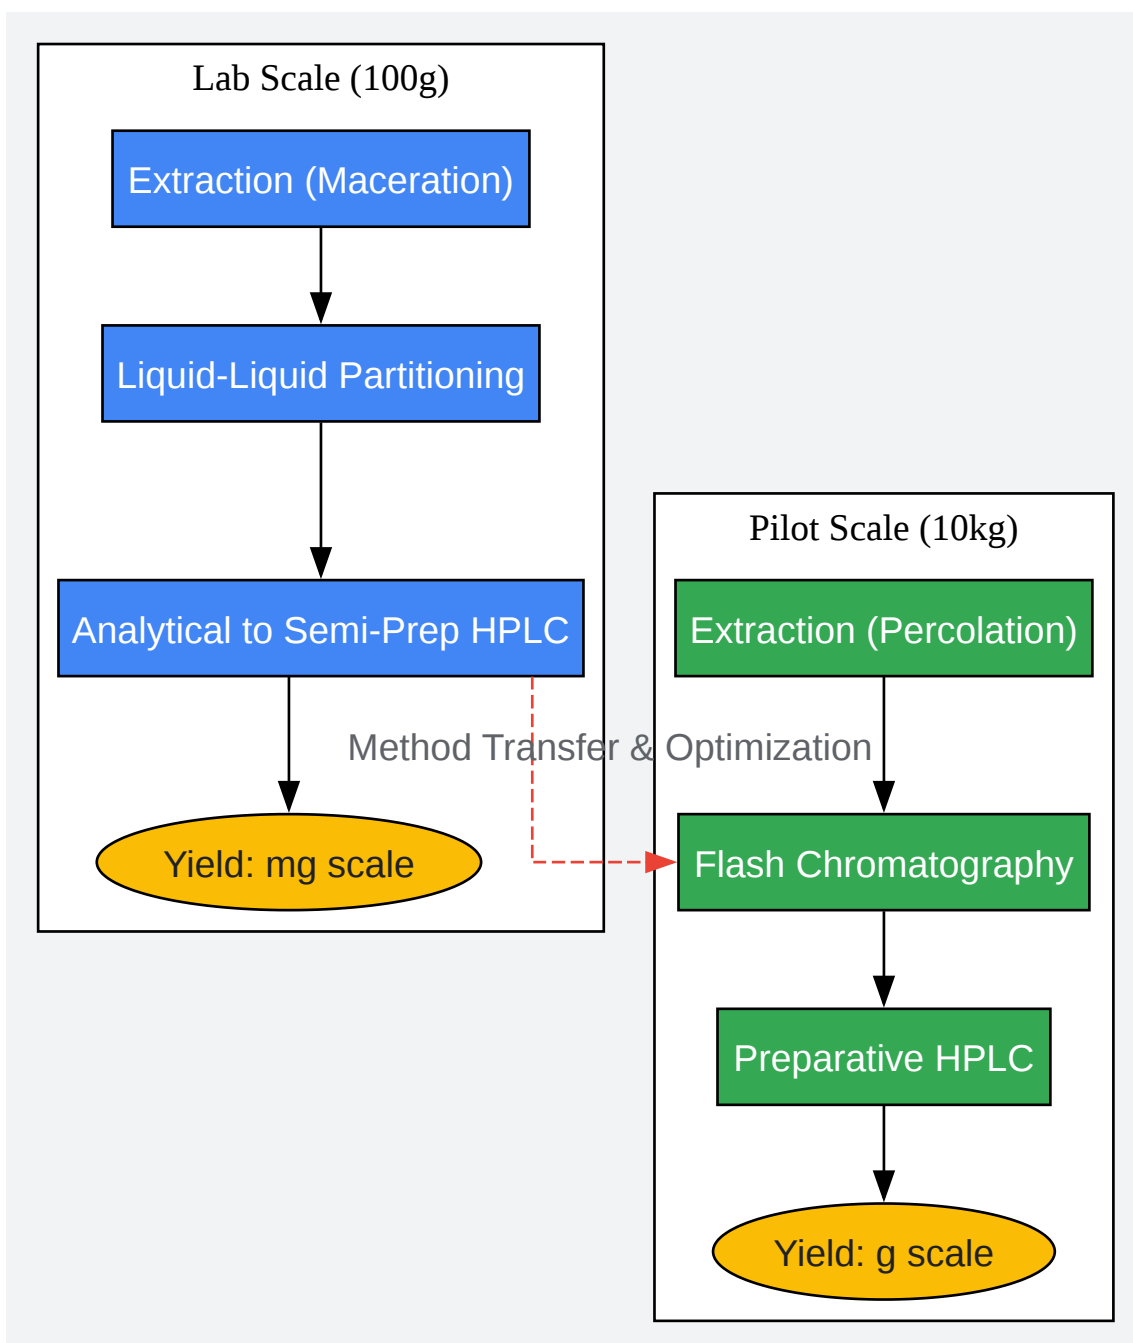 Lab Scale (100g)
Extraction (Maceration)
Liquid-Liquid Partitioning
Analytical to Semi-Prep HPLC
Yield: mg scale
Method Transfer & Optimization
Pilot Scale (10kg)
Extraction (Percolation)
Flash Chromatography
Preparative HPLC
Yield: g scale